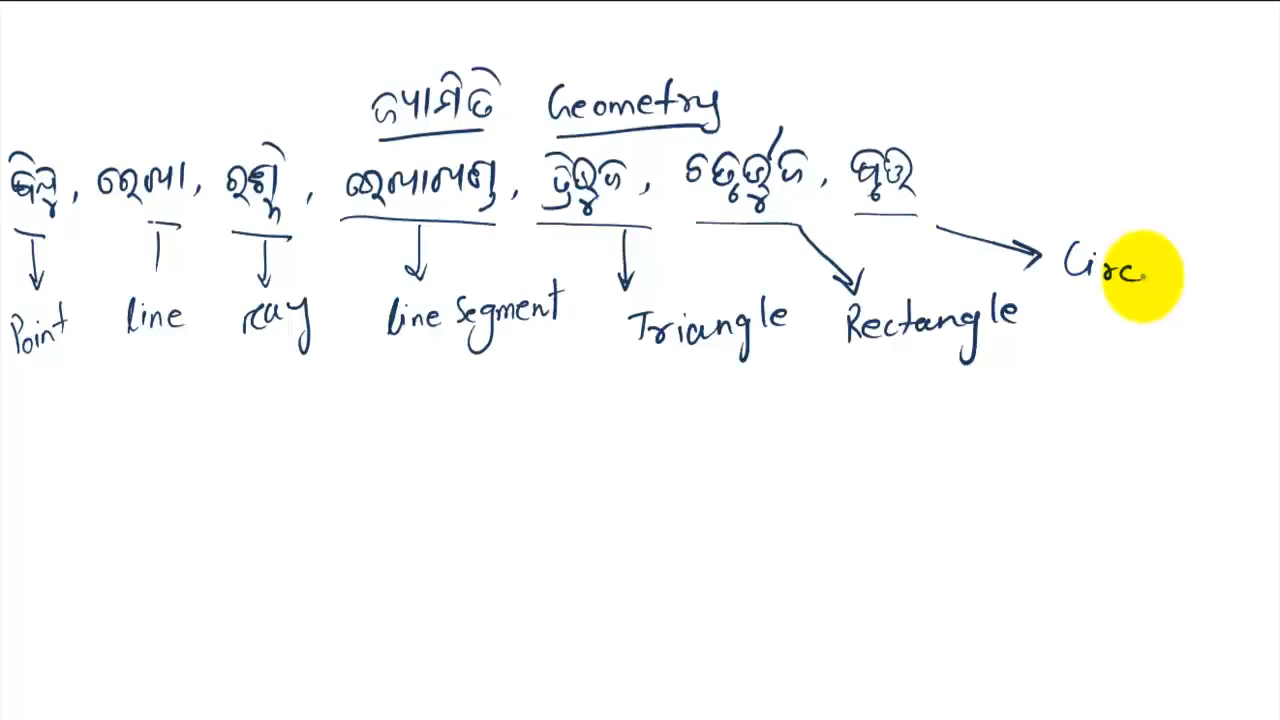 ଜ୍ୟାମିତି Geometry
ବିନ୍ଦୁ, ରେଖା, ରଶ୍ମି, ରେଖାଖଣ୍ଡ, ତ୍ରିଭୁଜ, ଚତୁର୍ଭୁଜ, ବୃତ୍ତ
Point line ray line segment Triangle Rectangle Circ